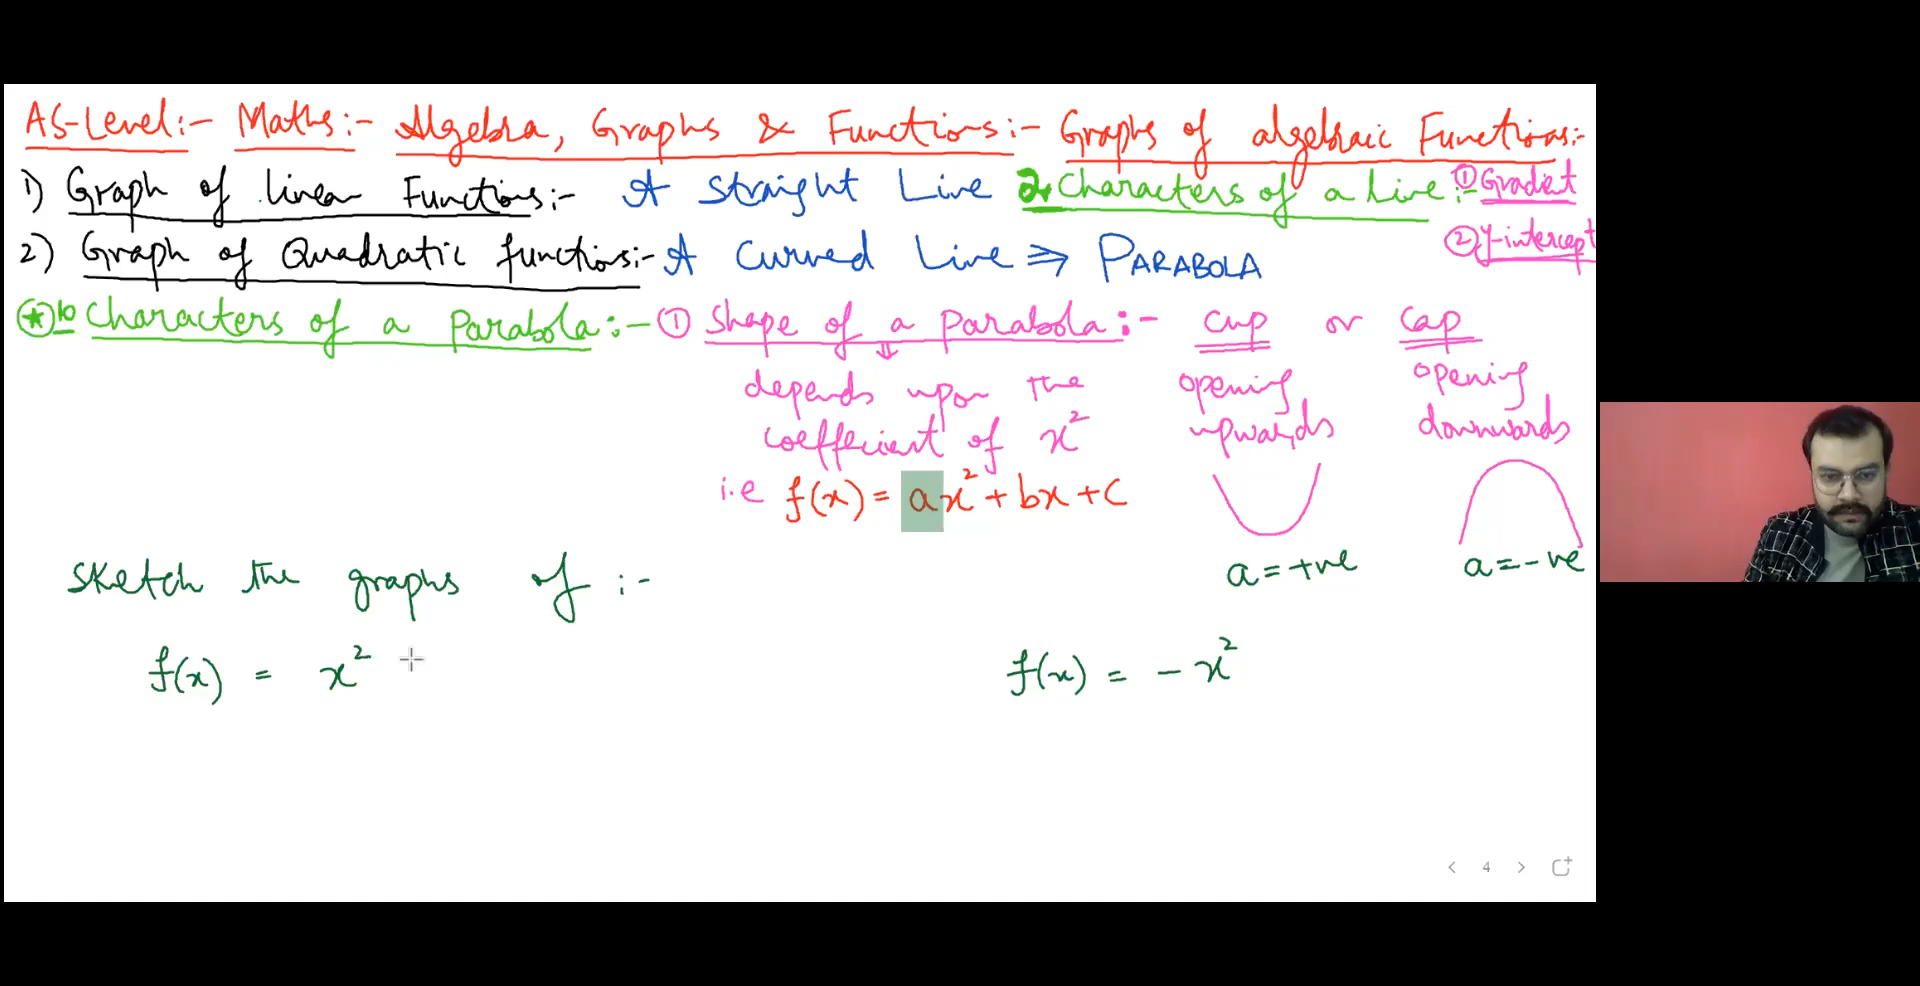 AS-Level:- Maths:- Algebra, Graphs & Functions:- Graphs of algebraic Functions:-
1) Graph of linear Functions:- A Straight Line Characters of a Line:- ① Gradiet
② y-intercept
2) Graph of Quadratic functions:- A Curved Line ⇒ PARABOLA
Characters of a Parabola:- ① Shape of a parabola:- cup or cap
depends upon the opening opening
coefficient of x² upwards downwards
i.e f(x) = ax² + bx + c
a = +ve a = -ve
Sketch the graphs of :-
f(x) = x² f(x) = - x²
< 4 >